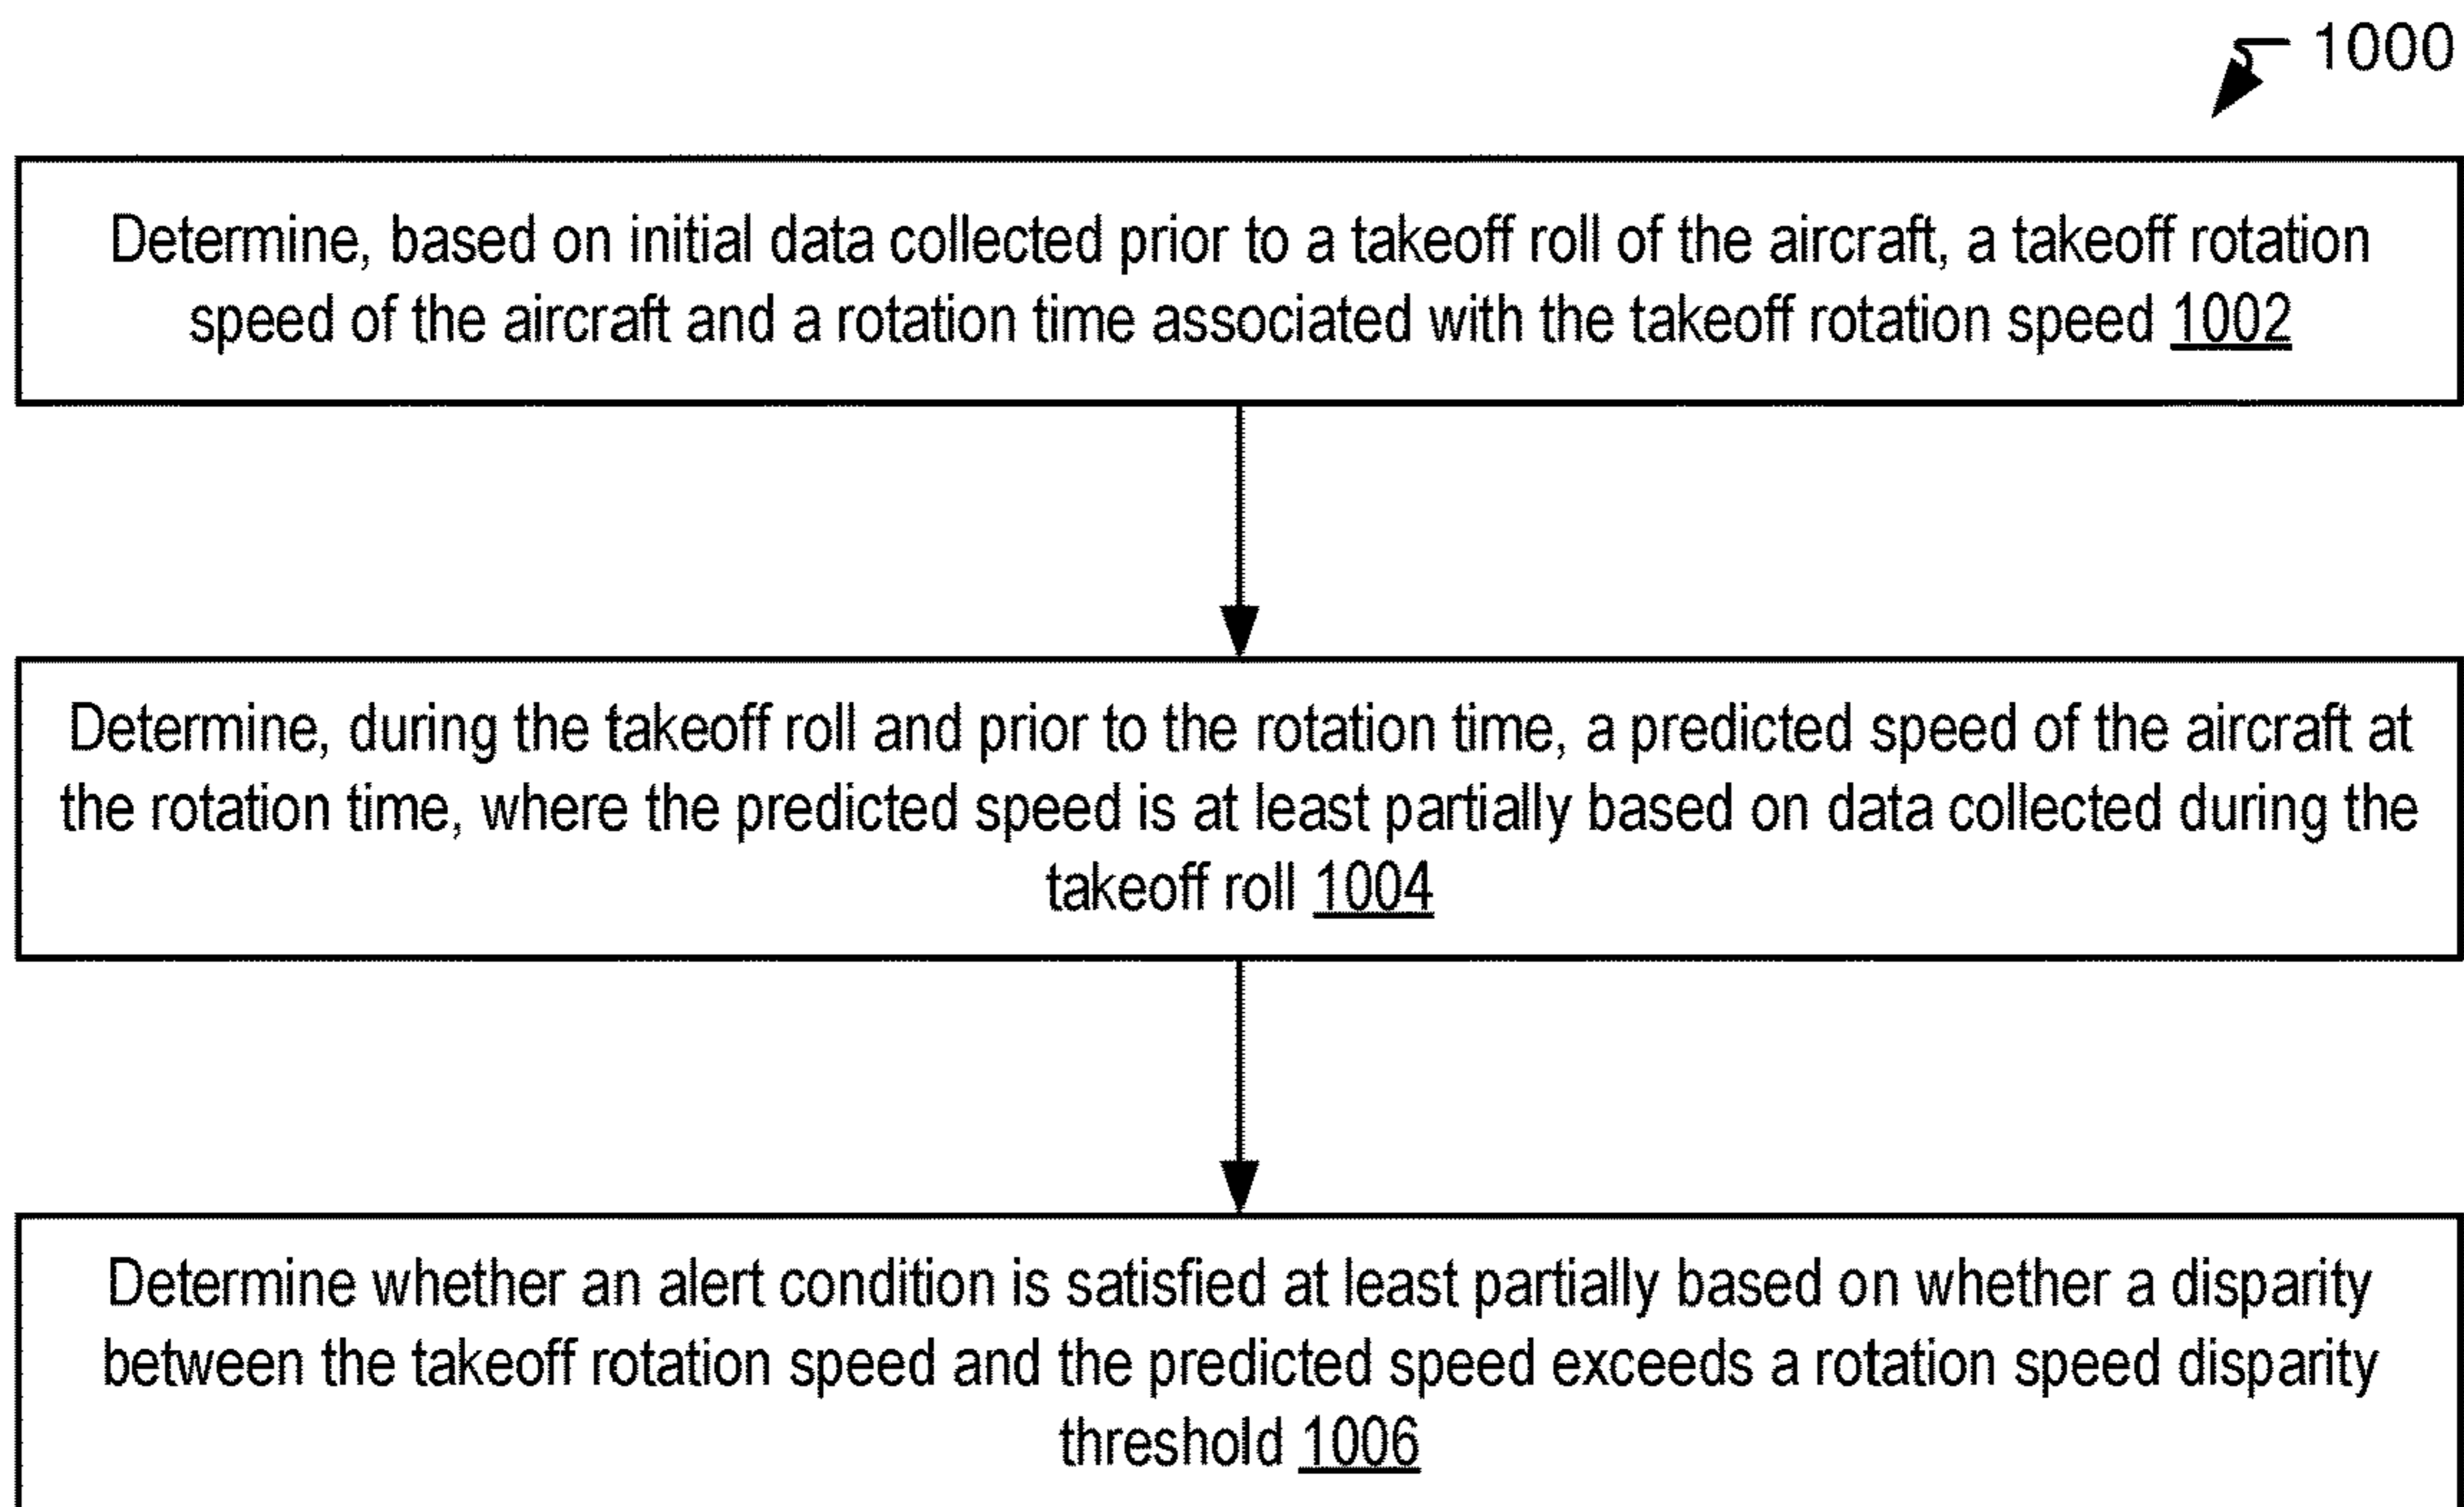 1000
Determine, based on initial data collected prior to a takeoff roll of the aircraft, a takeoff rotation
speed of the aircraft and a rotation time associated with the takeoff rotation speed 1002
Determine, during the takeoff roll and prior to the rotation time, a predicted speed of the aircraft at
the rotation time, where the predicted speed is at least partially based on data collected during the
takeoff roll 1004
Determine whether an alert condition is satisfied at least partially based on whether a disparity
between the takeoff rotation speed and the predicted speed exceeds a rotation speed disparity
threshold 1006